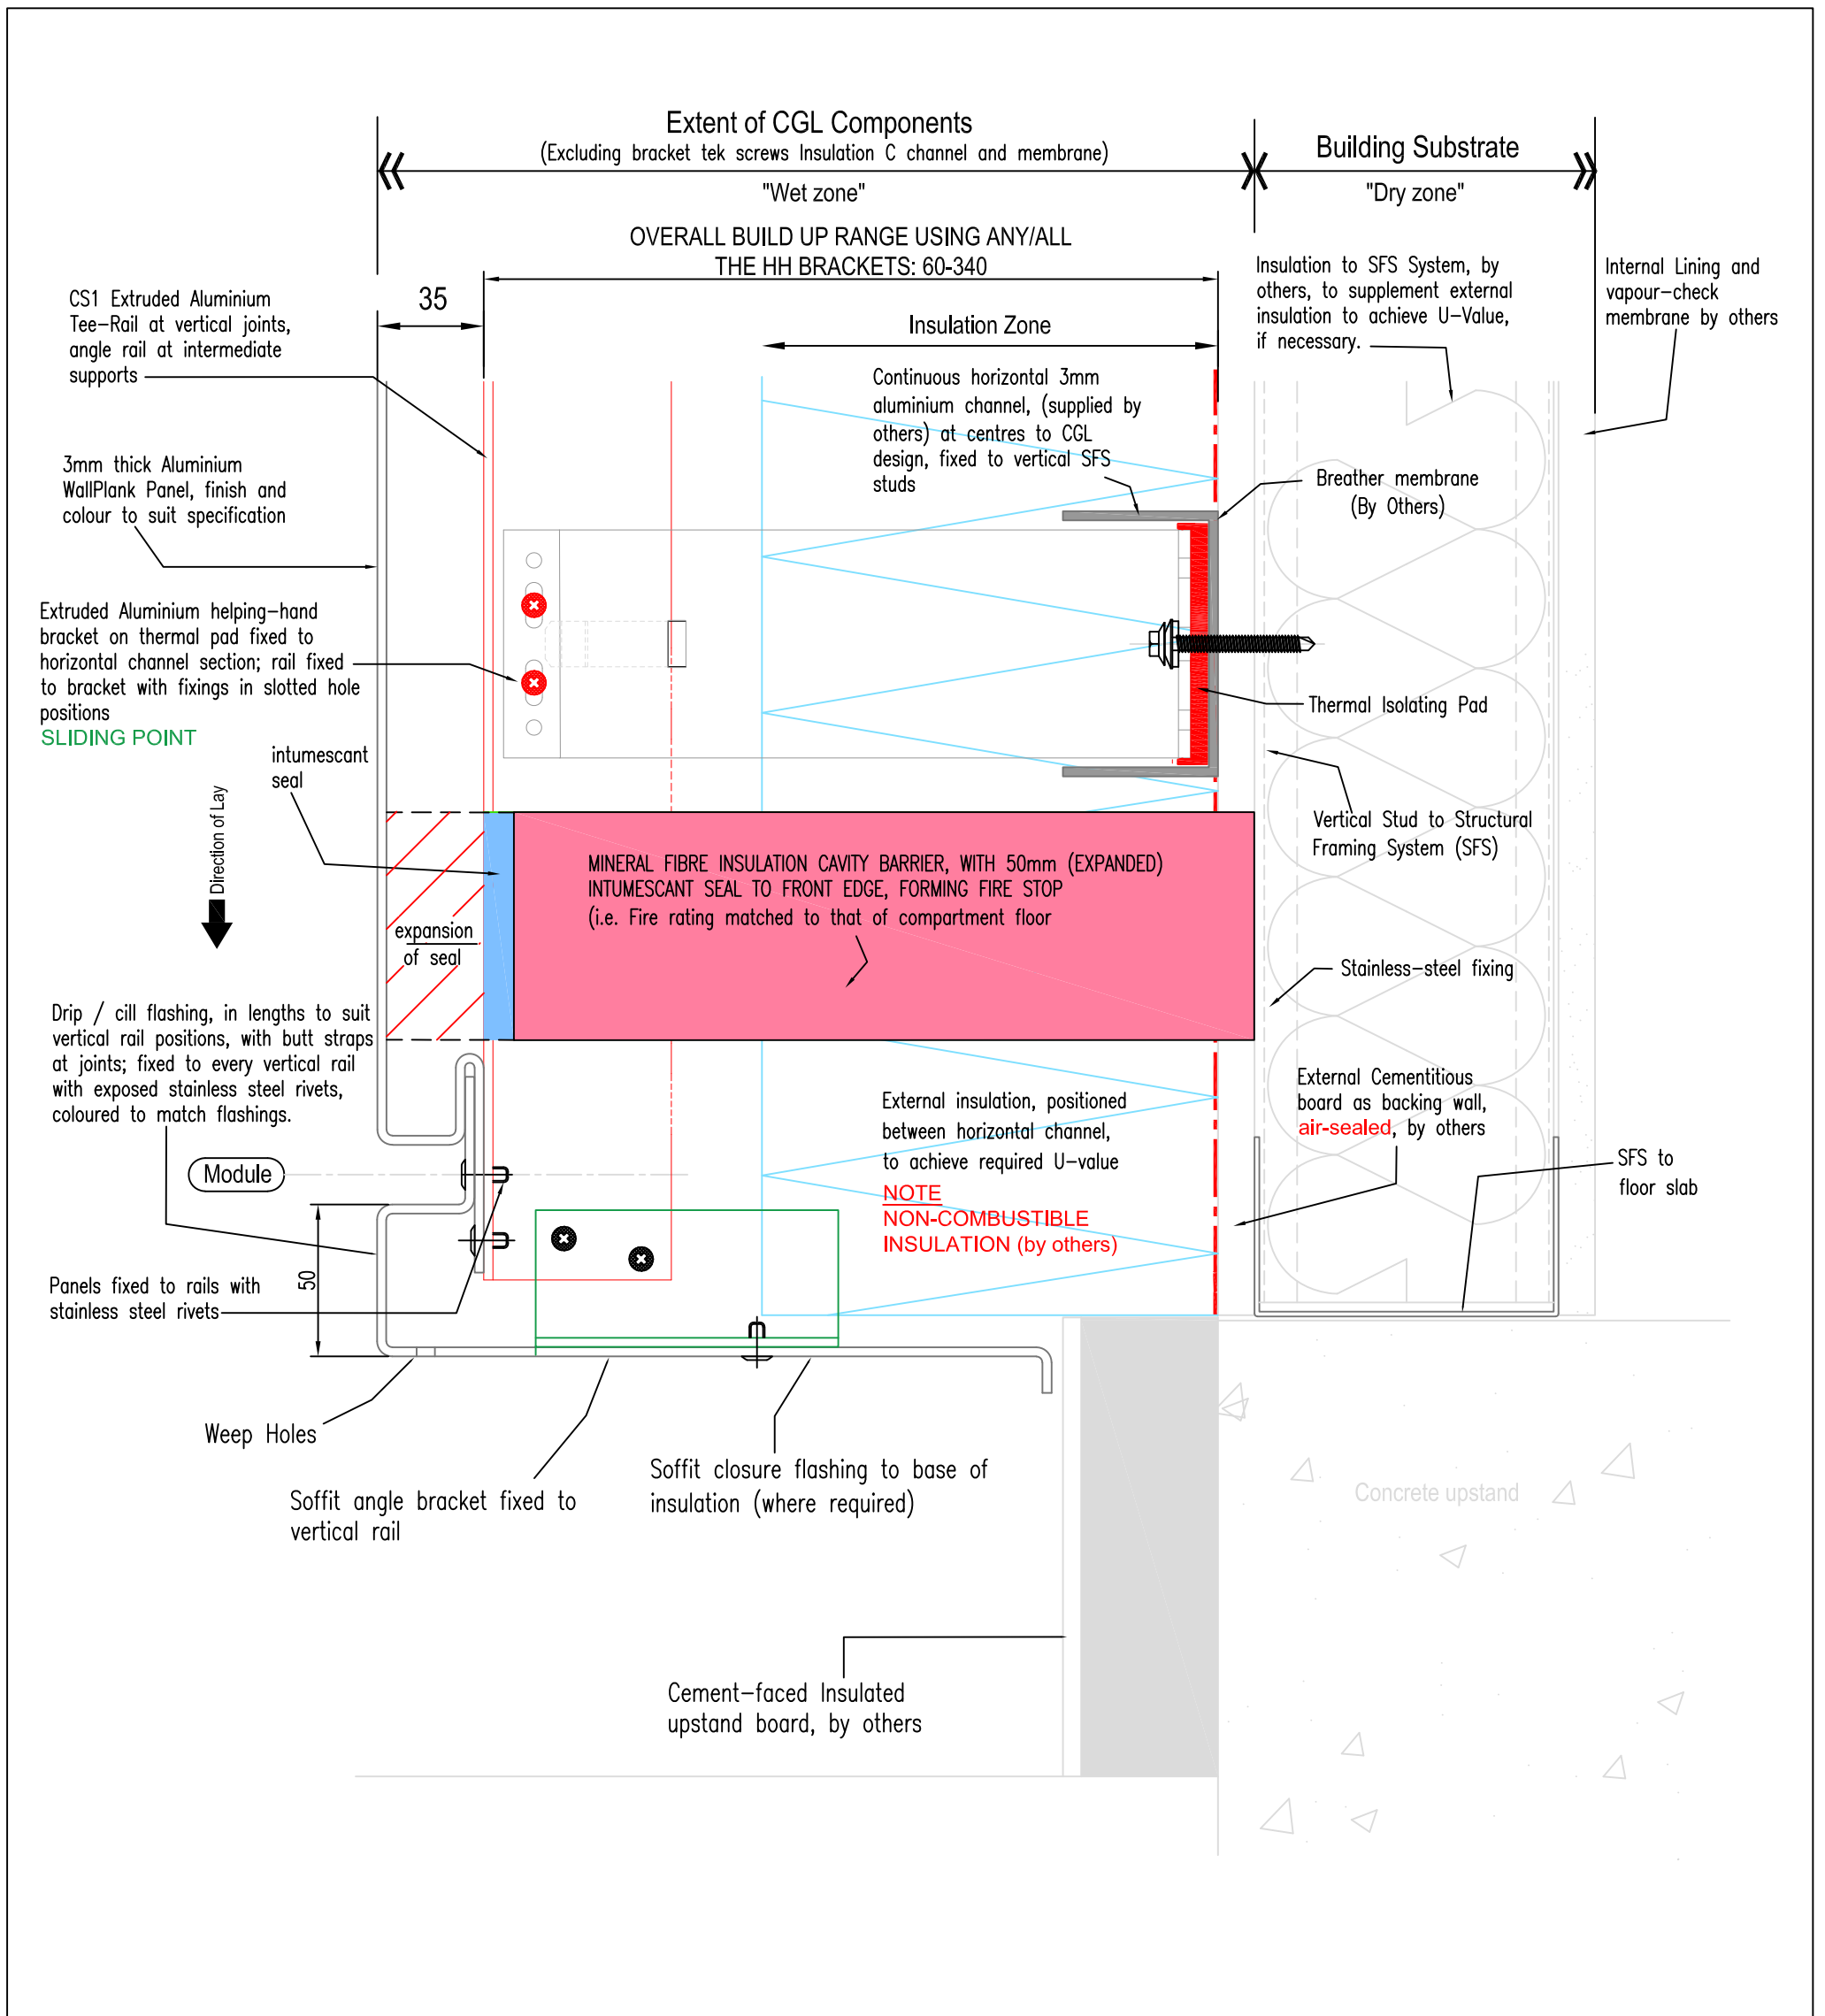 Extent of CGL Components
(Excluding bracket tek screws Insulation C channel and membrane)
"Wet zone"
Building Substrate
"Dry zone"
OVERALL BUILD UP RANGE USING ANY/ALL
THE HH BRACKETS: 60-340
35
Insulation Zone
CS1 Extruded Aluminium
Tee-Rail at vertical joints,
angle rail at intermediate
supports
3mm thick Aluminium
WallPlank Panel, finish and
colour to suit specification
Extruded Aluminium helping-hand
bracket on thermal pad fixed to
horizontal channel section; rail fixed
to bracket with fixings in slotted hole
positions
SLIDING POINT
intumescant
seal
Direction of Lay
Continuous horizontal 3mm
aluminium channel, (supplied by
others) at centres to CGL
design, fixed to vertical SFS
studs
Insulation to SFS System, by
others, to supplement external
insulation to achieve U-Value,
if necessary.
Internal Lining and
vapour-check
membrane by others
Breather membrane
(By Others)
Thermal Isolating Pad
Vertical Stud to Structural
Framing System (SFS)
MINERAL FIBRE INSULATION CAVITY BARRIER, WITH 50mm (EXPANDED)
INTUMESCANT SEAL TO FRONT EDGE, FORMING FIRE STOP
(i.e. Fire rating matched to that of compartment floor
expansion
of seal
Stainless-steel fixing
Drip / cill flashing, in lengths to suit
vertical rail positions, with butt straps
at joints; fixed to every vertical rail
with exposed stainless steel rivets,
coloured to match flashings.
Module
50
Panels fixed to rails with
stainless steel rivets
External insulation, positioned
between horizontal channel,
to achieve required U-value
NOTE
NON-COMBUSTIBLE
INSULATION (by others)
External Cementitious
board as backing wall,
air-sealed, by others
SFS to
floor slab
Weep Holes
Soffit angle bracket fixed to
vertical rail
Soffit closure flashing to base of
insulation (where required)
Concrete upstand
Cement-faced Insulated
upstand board, by others